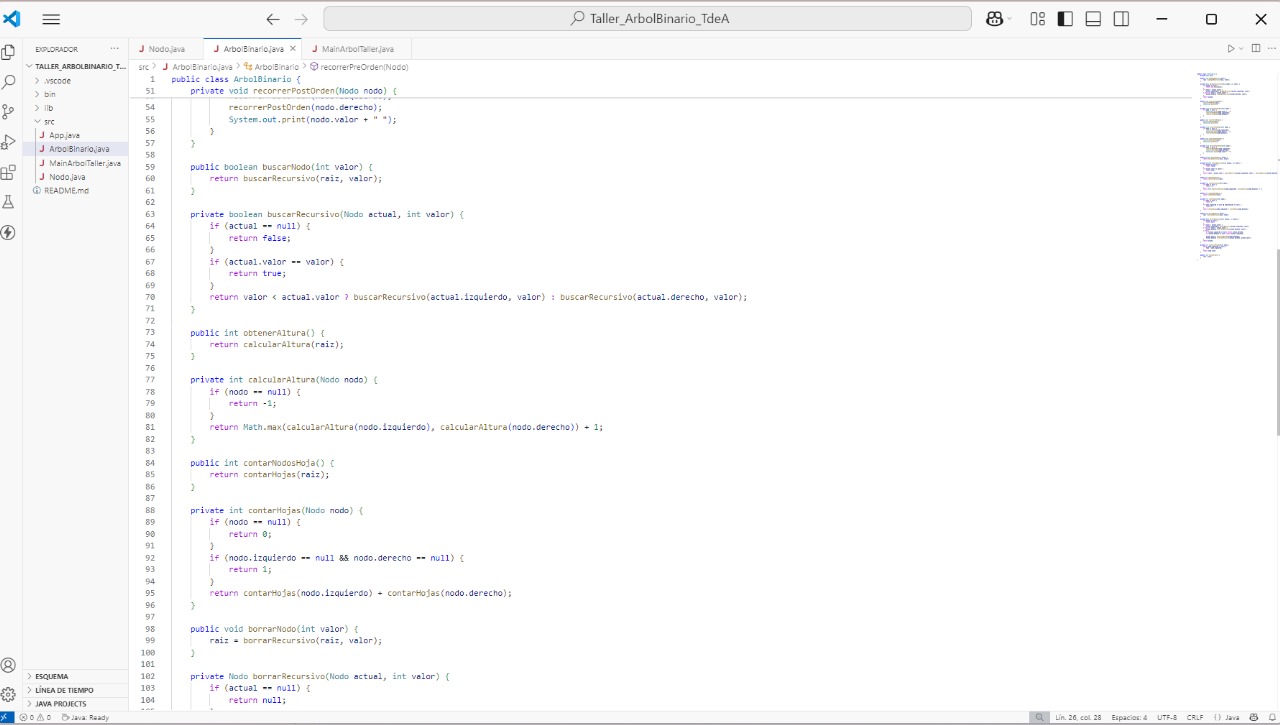 Taller_ArbolBinario_TdeA
EXPLORADOR
TALLER_ARBOLBINARIO_T...
.vscode
bin
lib
src
App.java
ArbolBinario.java
MainArbolTaller.java
Nodo.java
README.md
ESQUEMA
LÍNEA DE TIEMPO
JAVA PROJECTS
Nodo.java
ArbolBinario.java
MainArbolTaller.java
src > ArbolBinario.java > ArbolBinario > recorrerPreOrden(Nodo)
1 public class ArbolBinario {
51 private void recorrerPostOrden(Nodo nodo) {
54 recorrerPostOrden(nodo.derecho);
55 System.out.print(nodo.valor + " ");
56 }
57 }
58
59 public boolean buscarNodo(int valor) {
60 return buscarRecursivo(raiz, valor);
61 }
62
63 private boolean buscarRecursivo(Nodo actual, int valor) {
64 if (actual == null) {
65 return false;
66 }
67 if (actual.valor == valor) {
68 return true;
69 }
70 return valor < actual.valor ? buscarRecursivo(actual.izquierdo, valor) : buscarRecursivo(actual.derecho, valor);
71 }
72
73 public int obtenerAltura() {
74 return calcularAltura(raiz);
75 }
76
77 private int calcularAltura(Nodo nodo) {
78 if (nodo == null) {
79 return -1;
80 }
81 return Math.max(calcularAltura(nodo.izquierdo), calcularAltura(nodo.derecho)) + 1;
82 }
83
84 public int contarNodosHoja() {
85 return contarHojas(raiz);
86 }
87
88 private int contarHojas(Nodo nodo) {
89 if (nodo == null) {
90 return 0;
91 }
92 if (nodo.izquierdo == null && nodo.derecho == null) {
93 return 1;
94 }
95 return contarHojas(nodo.izquierdo) + contarHojas(nodo.derecho);
96 }
97
98 public void borrarNodo(int valor) {
99 raiz = borrarRecursivo(raiz, valor);
100 }
101
102 private Nodo borrarRecursivo(Nodo actual, int valor) {
103 if (actual == null) {
104 return null;
0 0 Java: Ready
Lín. 26, col. 28 Espacios: 4 UTF-8 CRLF {} Java